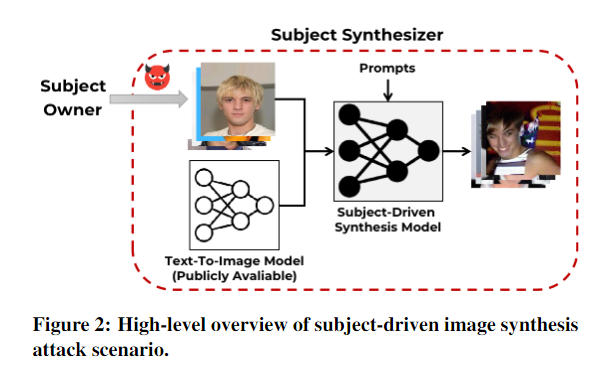 Subject Synthesizer
Subject
Owner
Prompts
Subject-Driven
Synthesis Model
Text-To-Image Model
(Publicly Avaliable)
Figure 2: High-level overview of subject-driven image synthesis
attack scenario.